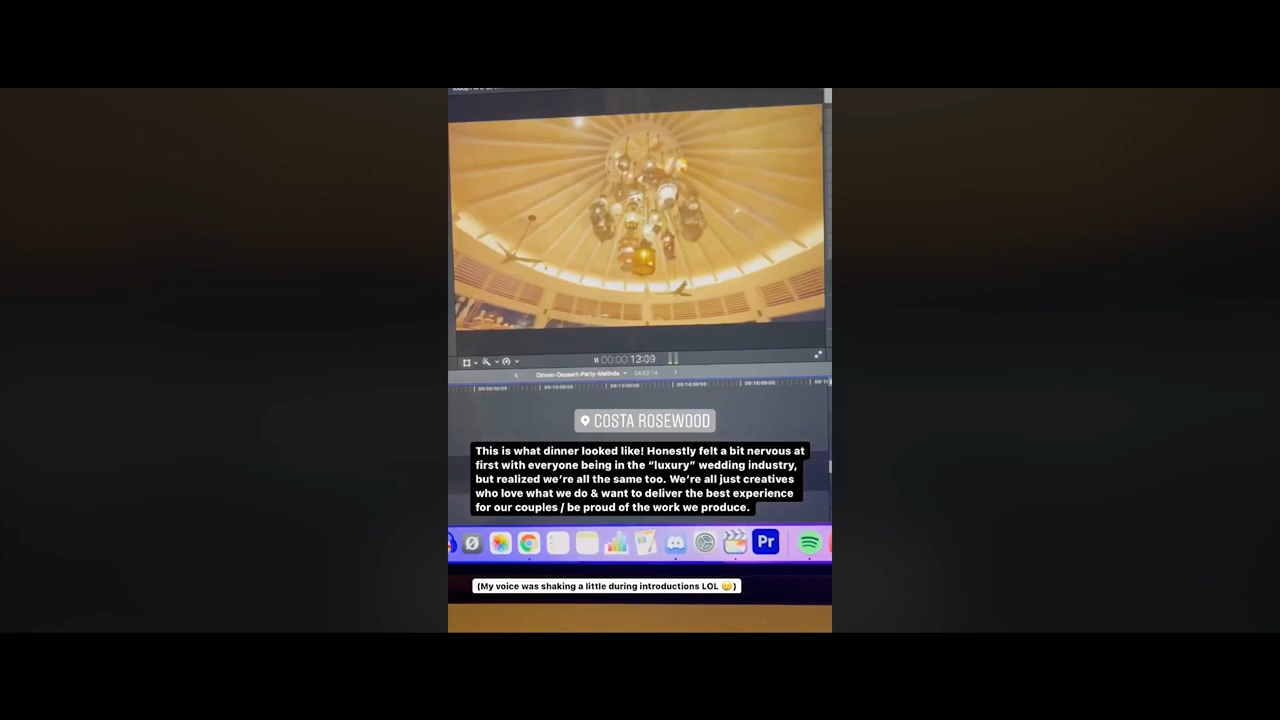 00:00:12:09
Dinner-Dessert-Party-Melinda
04:52:14
COSTA ROSEWOOD
This is what dinner looked like! Honestly felt a bit nervous at
first with everyone being in the “luxury” wedding industry,
but realized we’re all the same too. We’re all just creatives
who love what we do & want to deliver the best experience
for our couples / be proud of the work we produce.
Pr
(My voice was shaking a little during introductions LOL 😅)